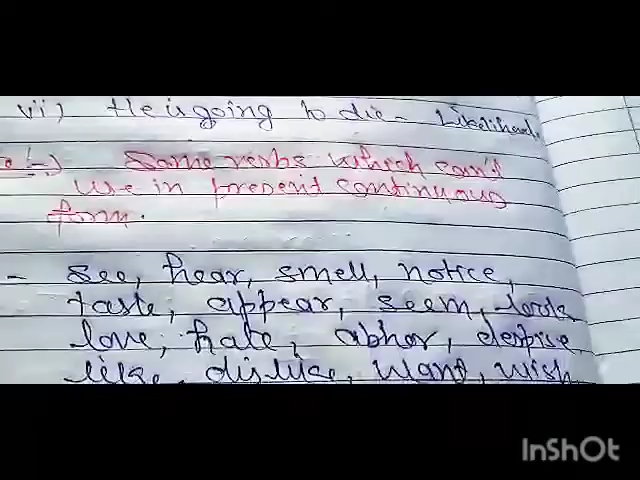 vii) He is going to die - Likelihood.
Some verbs which can't
use in present continuous
form.
- See, hear, smell, notice,
taste, appear, seem, look
love, hate, abhor, despise,
like, dislike, want, wish
InShOt